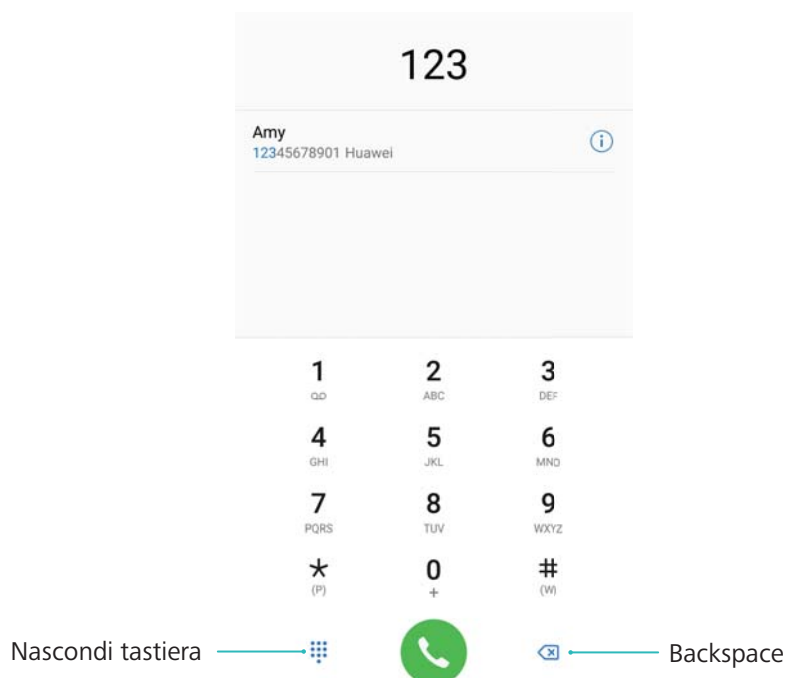 123
Amy
12345678901 Huawei
1 2 3
ABC DEF
4 5 6
GHI JKL MNO
7 8 9
PQRS TUV WXYZ
* 0 #
(P) + (W)
Nascondi tastiera Backspace